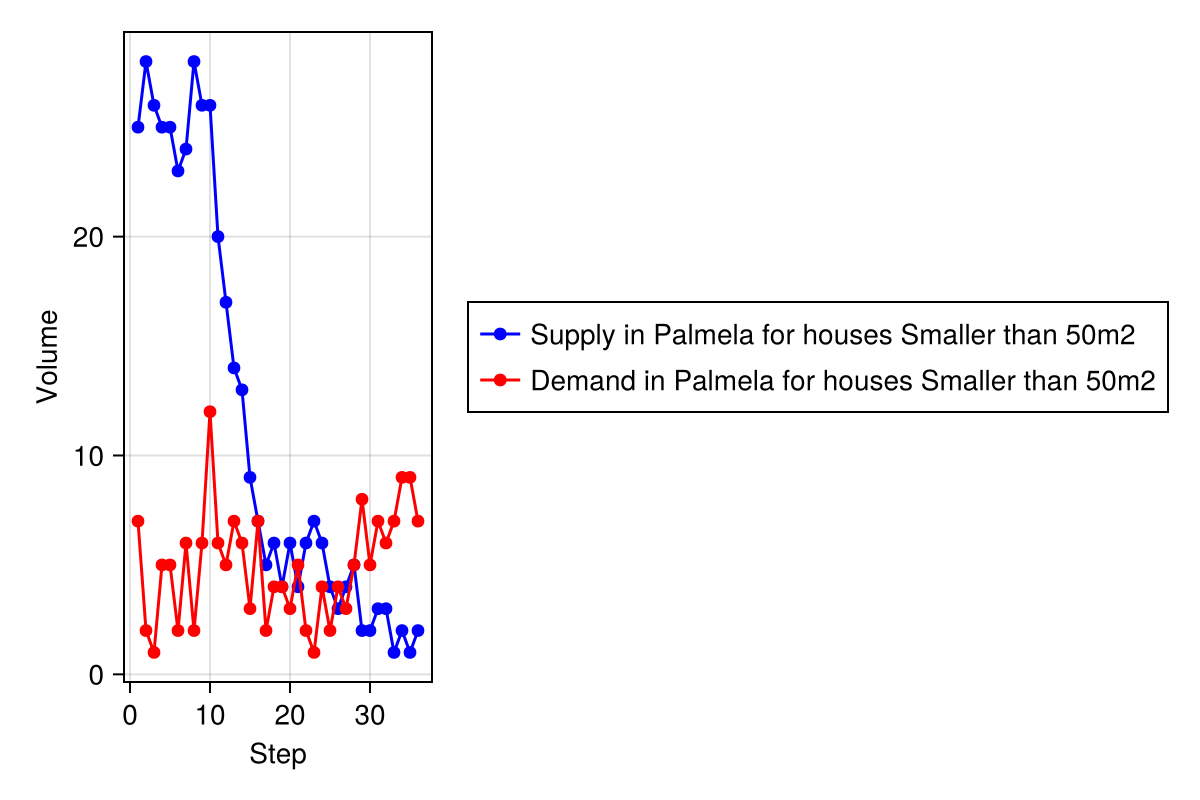 Volume
20
10
0
0 10 20 30
Step
Supply in Palmela for houses Smaller than 50m2
Demand in Palmela for houses Smaller than 50m2